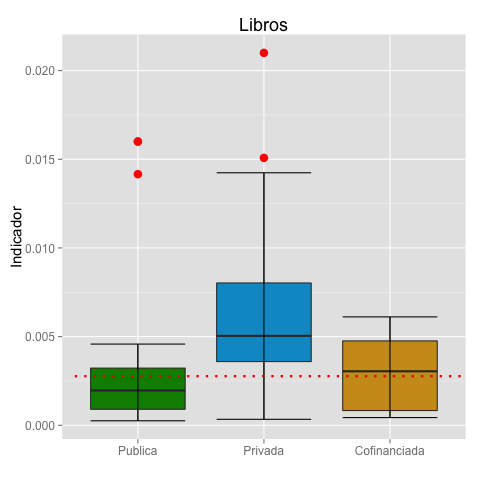 Libros
Indicador
0.020
0.015
0.010
0.005
0.000
Publica
Privada
Cofinanciada